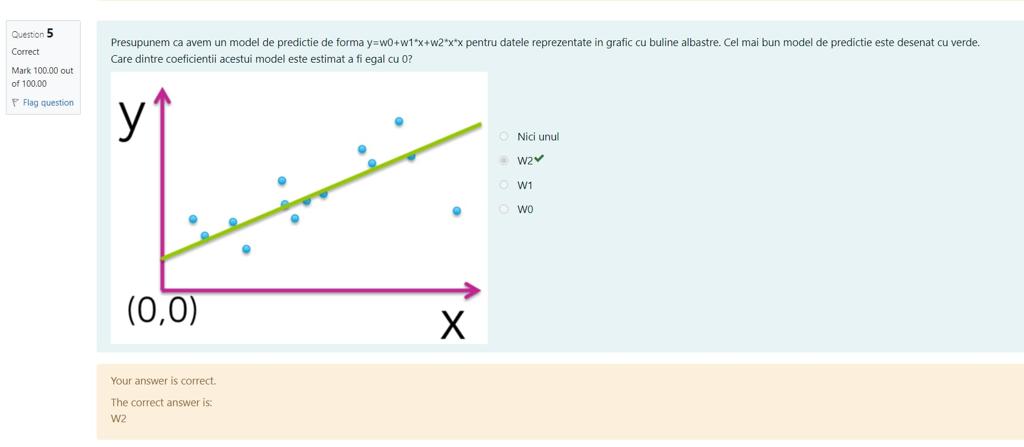 Question 5
Correct
Mark 100.00 out
of 100.00
Flag question
Presupunem ca avem un model de predictie de forma y=w0+w1*x+w2*x*x pentru datele reprezentate in grafic cu buline albastre. Cel mai bun model de predictie este desenat cu verde.
Care dintre coeficientii acestui model este estimat a fi egal cu 0?
y
(0,0)
x
Nici unul
W2
W1
W0
Your answer is correct.
The correct answer is:
W2